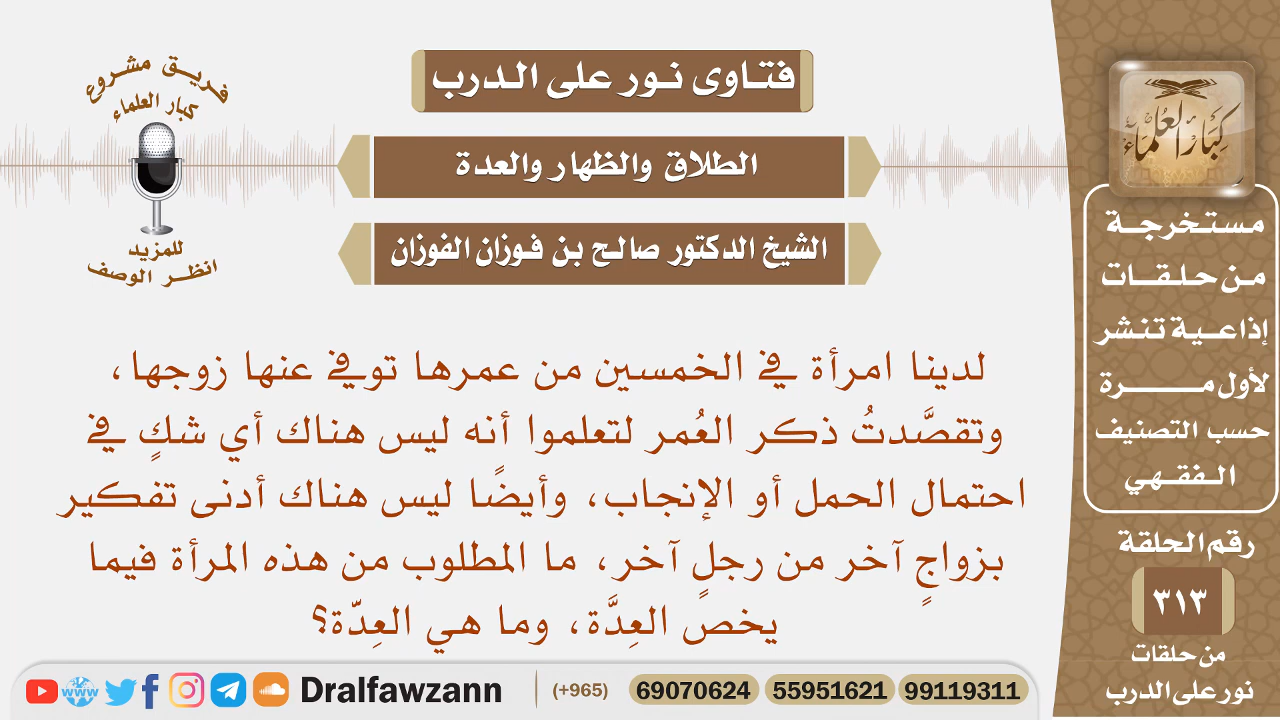 فتاوى نور على الدرب
الطلاق والظهار والعدة
الشيخ الدكتور صالح بن فوزان الفوزان
فريق مشروع
كبار العلماء
للمزيد
انظر الوصف
لدينا امرأة في الخمسين من عمرها توفي عنها زوجها،
وتقصَّدتُ ذكر العُمر لتعلموا أنه ليس هناك أي شكٍ في
احتمال الحمل أو الإنجاب، وأيضًا ليس هناك أدنى تفكير
بزواجٍ آخر من رجلٍ آخر، ما المطلوب من هذه المرأة فيما
يخص العِدَّة، وما هي العِدّة؟
كِبَارُ العُلَمَاءِ
مستخرجة
من حلقات
إذاعية تنشر
لأول مرة
حسب التصنيف
الفقهي
رقم الحلقة
٣١٣
من حلقات
نور على الدرب
www
Dralfawzann
(+965) 69070624 55951621 99119311